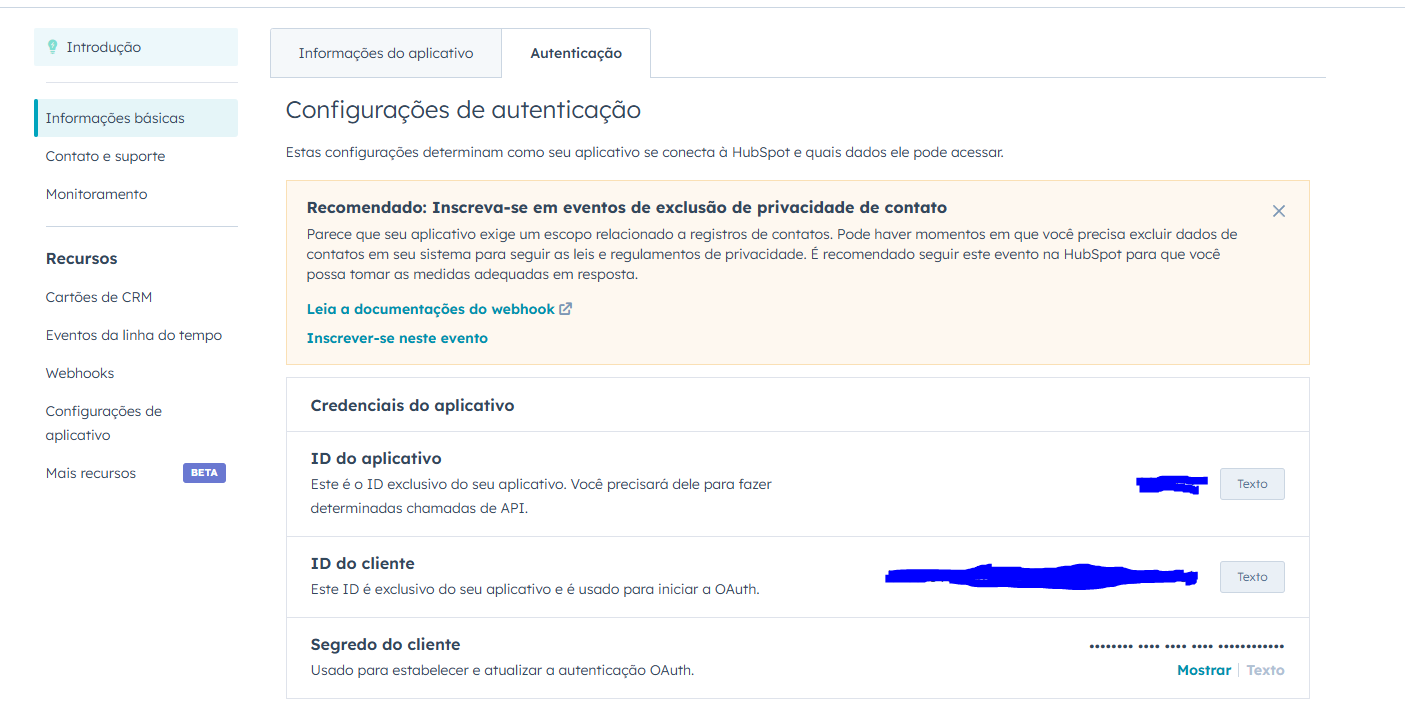 Introdução
Informações básicas
Contato e suporte
Monitoramento
Recursos
Cartões de CRM
Eventos da linha do tempo
Webhooks
Configurações de
aplicativo
Mais recursos BETA
Informações do aplicativo Autenticação
Configurações de autenticação
Estas configurações determinam como seu aplicativo se conecta à HubSpot e quais dados ele pode acessar.
Recomendado: Inscreva-se em eventos de exclusão de privacidade de contato
Parece que seu aplicativo exige um escopo relacionado a registros de contatos. Pode haver momentos em que você precisa excluir dados de
contatos em seu sistema para seguir as leis e regulamentos de privacidade. É recomendado seguir este evento na HubSpot para que você
possa tomar as medidas adequadas em resposta.
Leia a documentações do webhook
Inscrever-se neste evento
Credenciais do aplicativo
ID do aplicativo
Este é o ID exclusivo do seu aplicativo. Você precisará dele para fazer
determinadas chamadas de API.
Texto
ID do cliente
Este ID é exclusivo do seu aplicativo e é usado para iniciar a OAuth.
Texto
Segredo do cliente
Usado para estabelecer e atualizar a autenticação OAuth.
•••••••• •••• •••• •••• ••••••••••••
Mostrar Texto